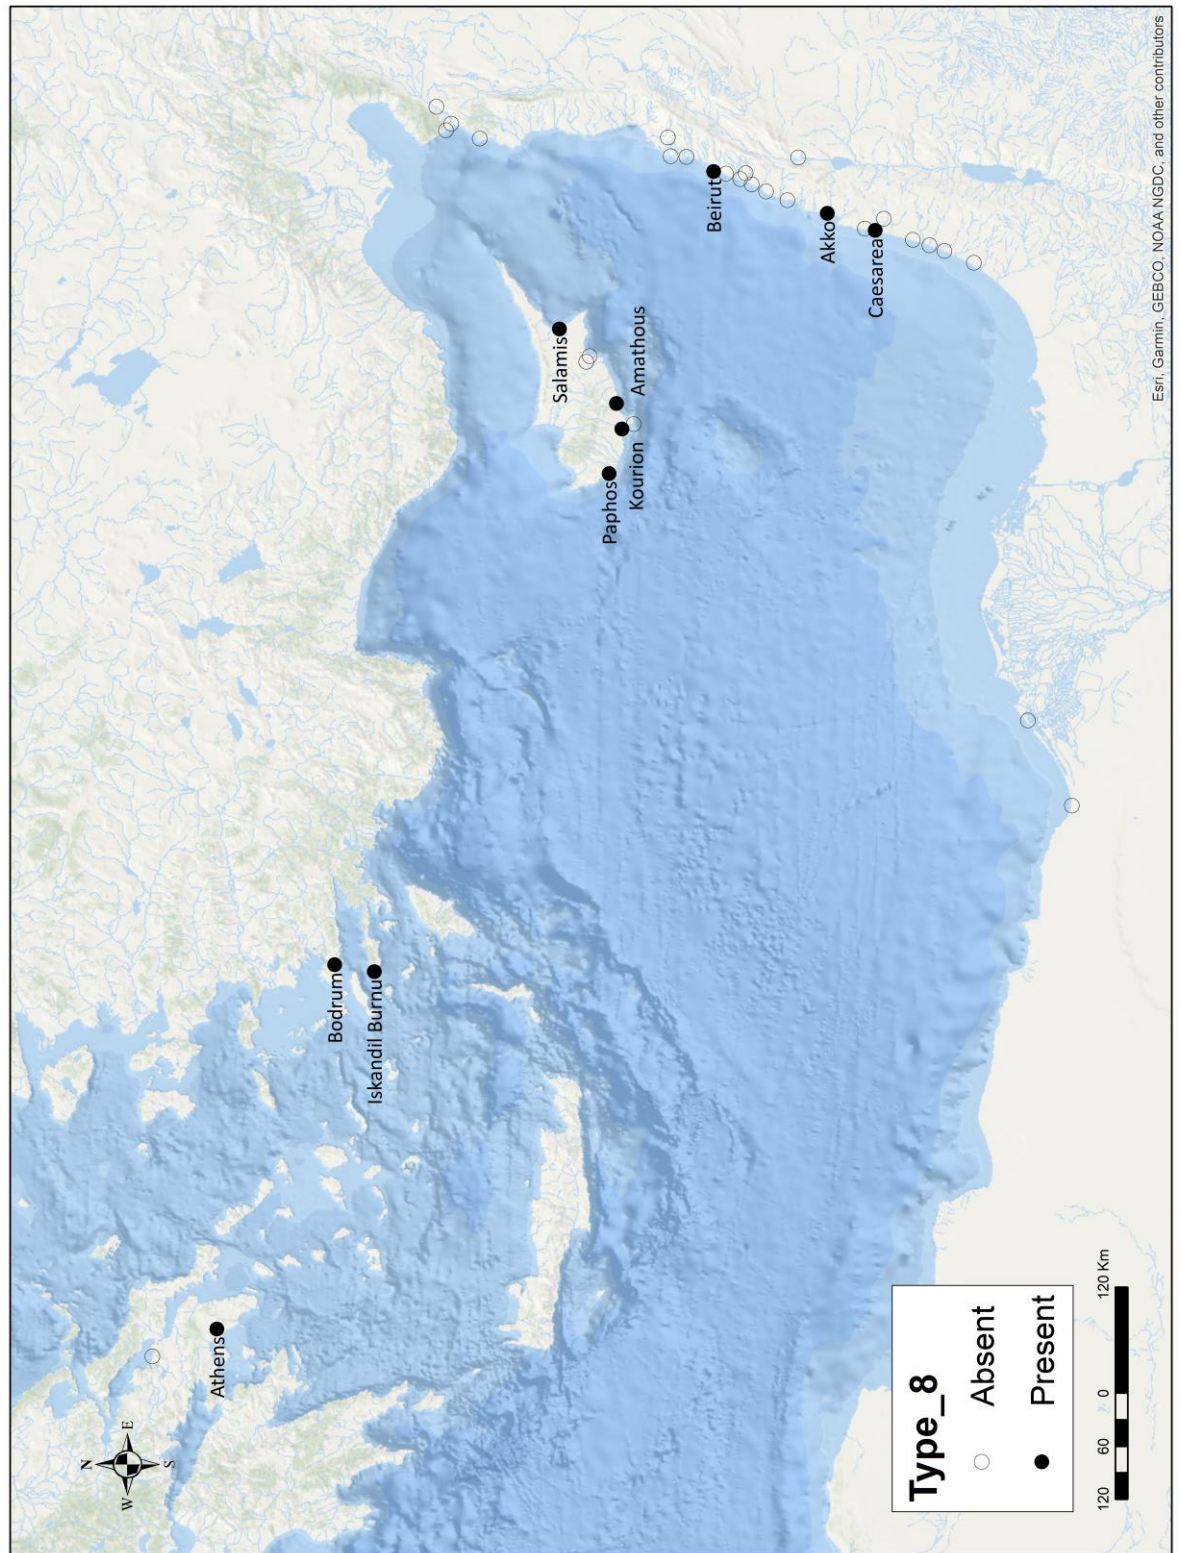 N
W
E
S
Athens
Bodrum
Iskandil Burnu
Salamis
Paphos
Kourion
Amathous
Beirut
Akko
Caesarea
Type_8
Absent
Present
120 60 0 120 Km
Esri, Garmin, GEBCO, NOAA NGDC, and other contributors